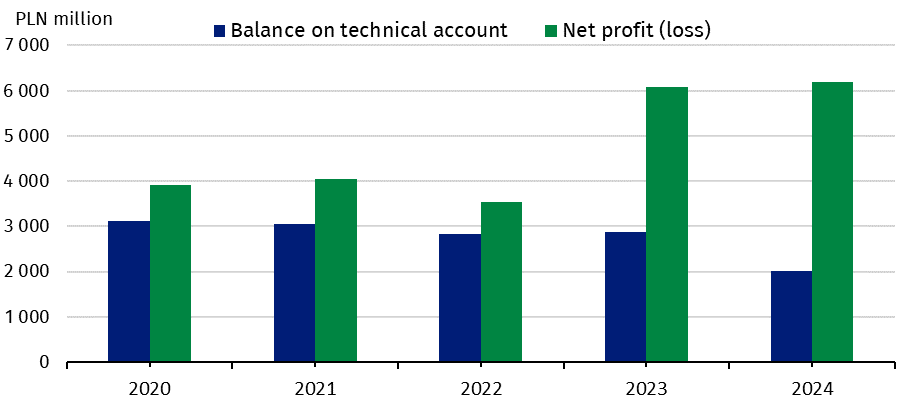 PLN million
Balance on technical account Net profit (loss)
7 000
6 000
5 000
4 000
3 000
2 000
1 000
0
2020 2021 2022 2023 2024